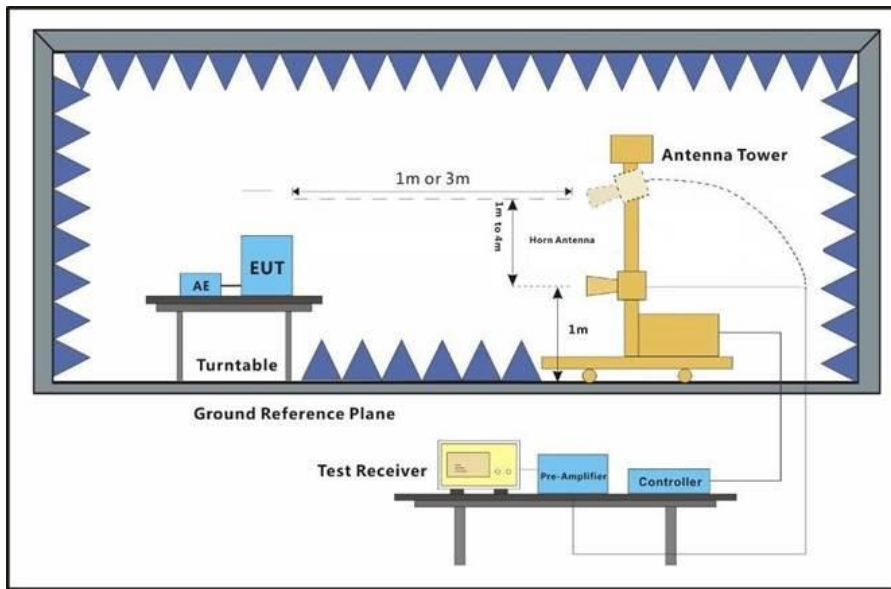 1m or 3m
Antenna Tower
1m to 4m
Horn Antenna
EUT
AE
1m
Turntable
Ground Reference Plane
Test Receiver
Pre-Amplifier
Controller